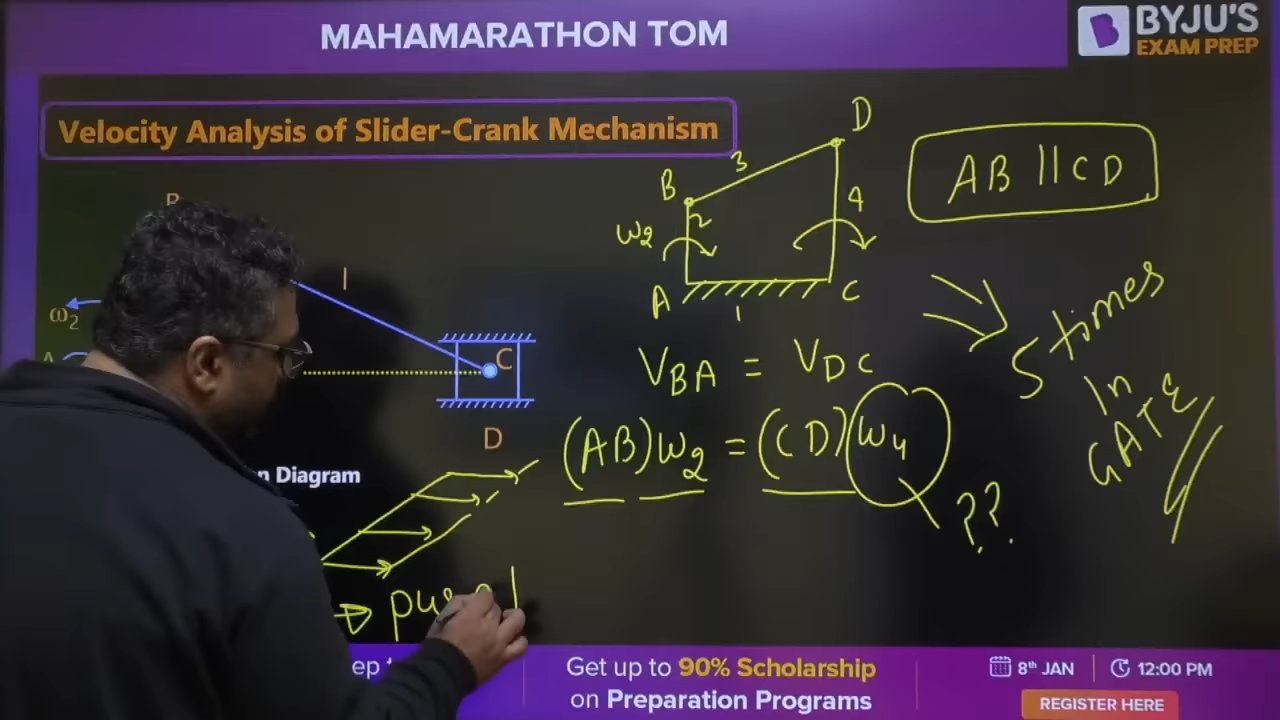 MAHAMARATHON TOM
BYJU'S
EXAM PREP
Velocity Analysis of Slider-Crank Mechanism
B
l
ω2
A
C
D
n Diagram
D
B
3
2
4
ω2
A
C
1
AB || CD
VBA = VDC
(AB)ω2 = (CD)ω4
??
5 times
in
GATE
Get up to 90% Scholarship
on Preparation Programs
8th JAN
12:00 PM
REGISTER HERE